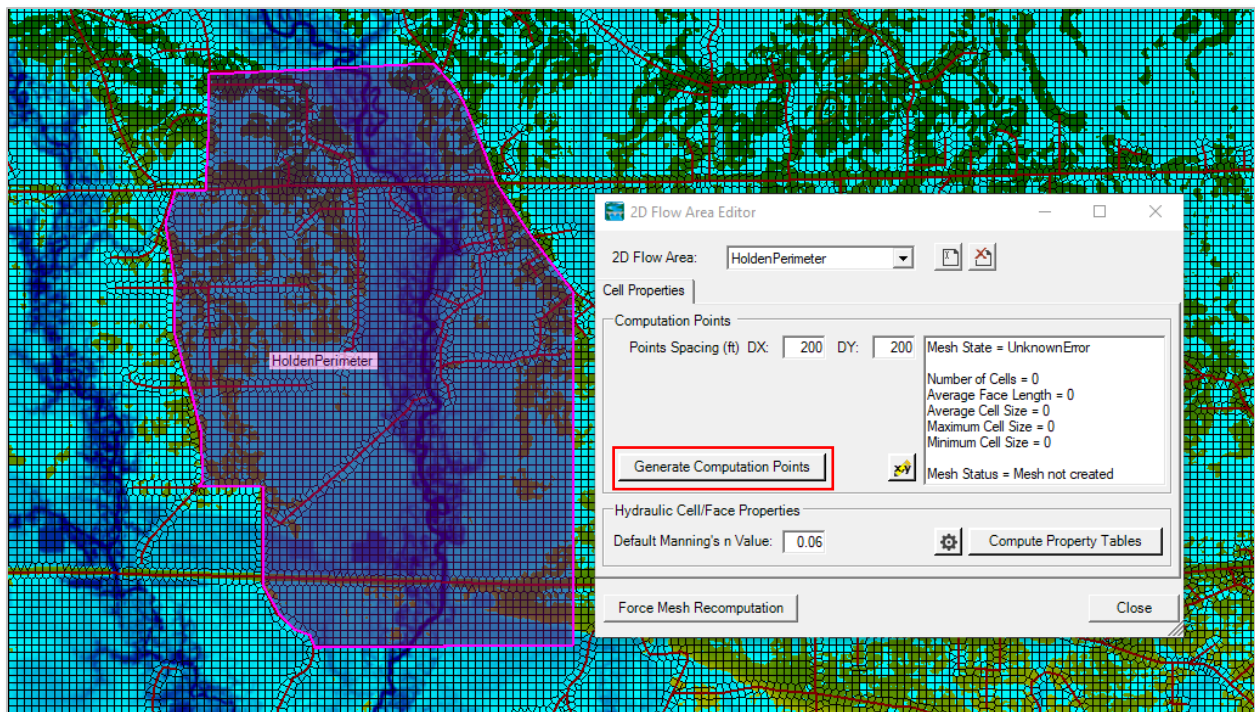 2D Flow Area Editor
2D Flow Area: HoldenPerimeter
Cell Properties
Computation Points
Points Spacing (ft) DX: 200 DY: 200
Mesh State = UnknownError
Number of Cells = 0
Average Face Length = 0
Average Cell Size = 0
Maximum Cell Size = 0
Minimum Cell Size = 0
Mesh Status = Mesh not created
HoldenPerimeter
Generate Computation Points
x,y
Hydraulic Cell/Face Properties
Default Manning's n Value: 0.06
Compute Property Tables
Force Mesh Recomputation
Close